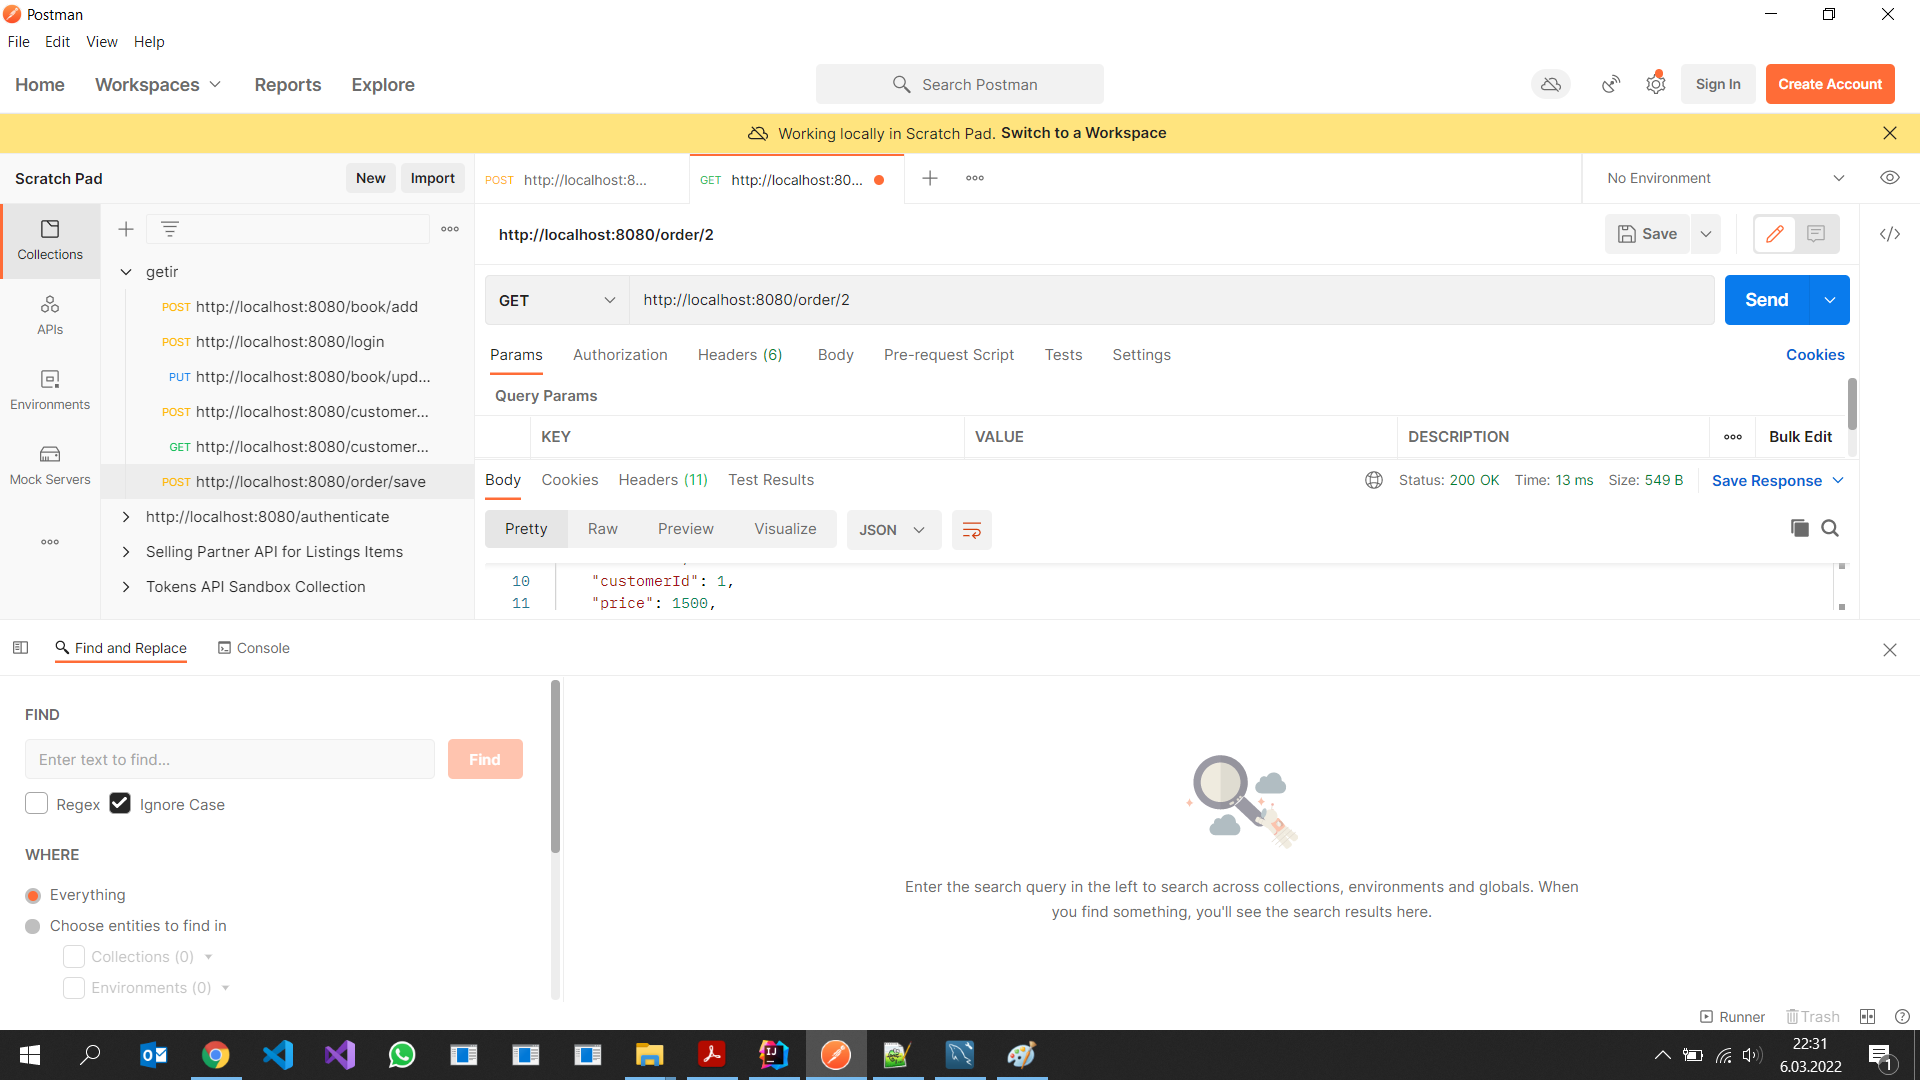 Postman
File Edit View Help
Home Workspaces Reports Explore Search Postman Sign In Create Account
Working locally in Scratch Pad. Switch to a Workspace
Scratch Pad New Import POST http://localhost:8... GET http://localhost:80... No Environment
Collections
APIs
Environments
Mock Servers
getir
POST http://localhost:8080/book/add
POST http://localhost:8080/login
PUT http://localhost:8080/book/upd...
POST http://localhost:8080/customer...
GET http://localhost:8080/customer...
POST http://localhost:8080/order/save
http://localhost:8080/authenticate
Selling Partner API for Listings Items
Tokens API Sandbox Collection
http://localhost:8080/order/2 Save
GET http://localhost:8080/order/2 Send
Params Authorization Headers (6) Body Pre-request Script Tests Settings Cookies
Query Params
KEY VALUE DESCRIPTION Bulk Edit
Body Cookies Headers (11) Test Results Status: 200 OK Time: 13 ms Size: 549 B Save Response
Pretty Raw Preview Visualize JSON
10 "customerId": 1,
11 "price": 1500,
Find and Replace Console
FIND
Enter text to find... Find
Regex Ignore Case
WHERE
Everything
Choose entities to find in
Collections (0)
Environments (0)
Enter the search query in the left to search across collections, environments and globals. When
you find something, you'll see the search results here.
Runner Trash
22:31
6.03.2022
1